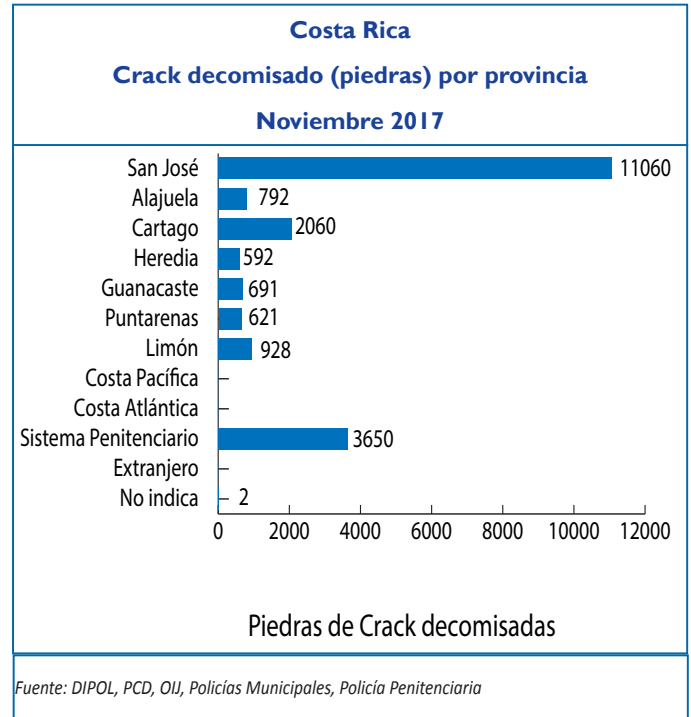 Costa Rica
Crack decomisado (piedras) por provincia
Noviembre 2017
San José 11060
Alajuela 792
Cartago 2060
Heredia 592
Guanacaste 691
Puntarenas 621
Limón 928
Costa Pacífica –
Costa Atlántica –
Sistema Penitenciario 3650
Extranjero –
No indica 2
0 2000 4000 6000 8000 10000 12000
Piedras de Crack decomisadas
Fuente: DIPOL, PCD, OIJ, Policías Municipales, Policía Penitenciaria